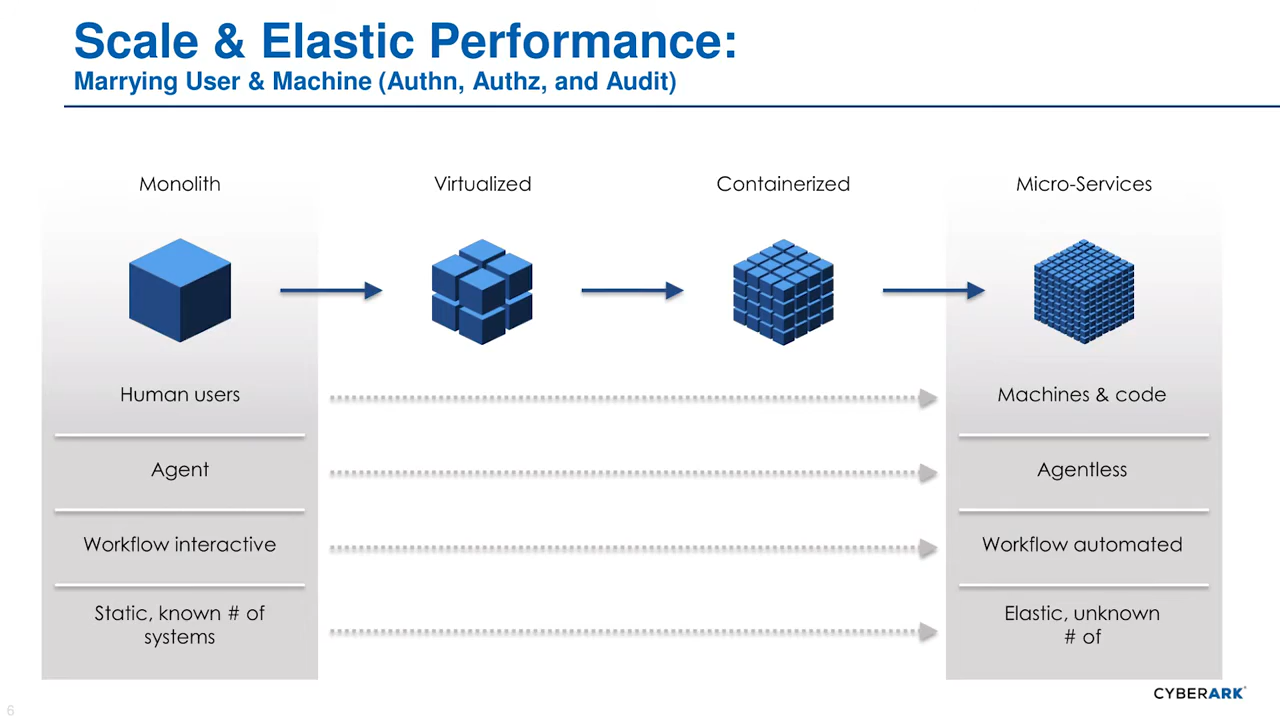 Scale & Elastic Performance:
Marrying User & Machine (Authn, Authz, and Audit)
Monolith
Virtualized
Containerized
Micro-Services
Human users
Machines & code
Agent
Agentless
Workflow interactive
Workflow automated
Static, known # of
systems
Elastic, unknown
# of
CYBERARK
6